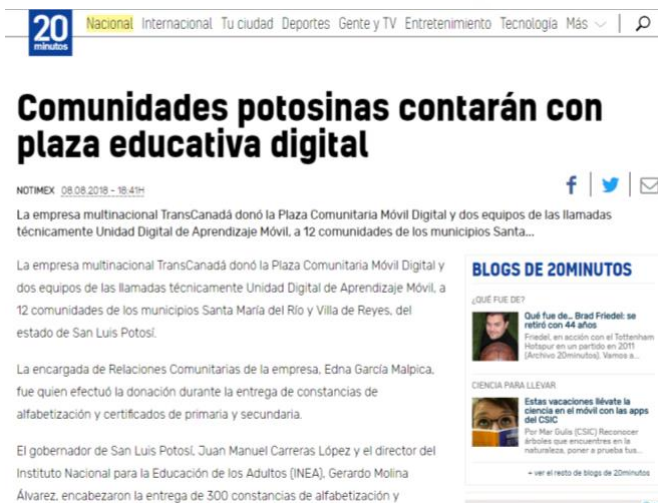 20 minutos
Nacional Internacional Tu ciudad Deportes Gente y TV Entretenimiento Tecnología Más
Comunidades potosinas contarán con
plaza educativa digital
NOTIMEX 08.08.2018 - 18:41H
La empresa multinacional TransCanadá donó la Plaza Comunitaria Móvil Digital y dos equipos de las llamadas
técnicamente Unidad Digital de Aprendizaje Móvil, a 12 comunidades de los municipios Santa...
La empresa multinacional TransCanadá donó la Plaza Comunitaria Móvil Digital y
dos equipos de las llamadas técnicamente Unidad Digital de Aprendizaje Móvil, a
12 comunidades de los municipios Santa María del Río y Villa de Reyes, del
estado de San Luis Potosí.
La encargada de Relaciones Comunitarias de la empresa, Edna García Malpica,
fue quien efectuó la donación durante la entrega de constancias de
alfabetización y certificados de primaria y secundaria.
El gobernador de San Luis Potosí, Juan Manuel Carreras López y el director del
Instituto Nacional para la Educación de los Adultos (INEA), Gerardo Molina
Álvarez, encabezaron la entrega de 300 constancias de alfabetización y
BLOGS DE 20MINUTOS
¿QUÉ FUE DE?
Qué fue de... Brad Friedel: se
retiró con 44 años
Friedel, en acción con el Tottenham
Hotspur en un partido en 2011
(Archivo 20minutos). Vamos a...
CIENCIA PARA LLEVAR
Estas vacaciones llévate la
ciencia en el móvil con las apps
del CSIC
Por Mar Gulis (CSIC) Reconocer
árboles que encuentres en la
naturaleza, poner a prueba tus...
+ ver el resto de blogs de 20minutos